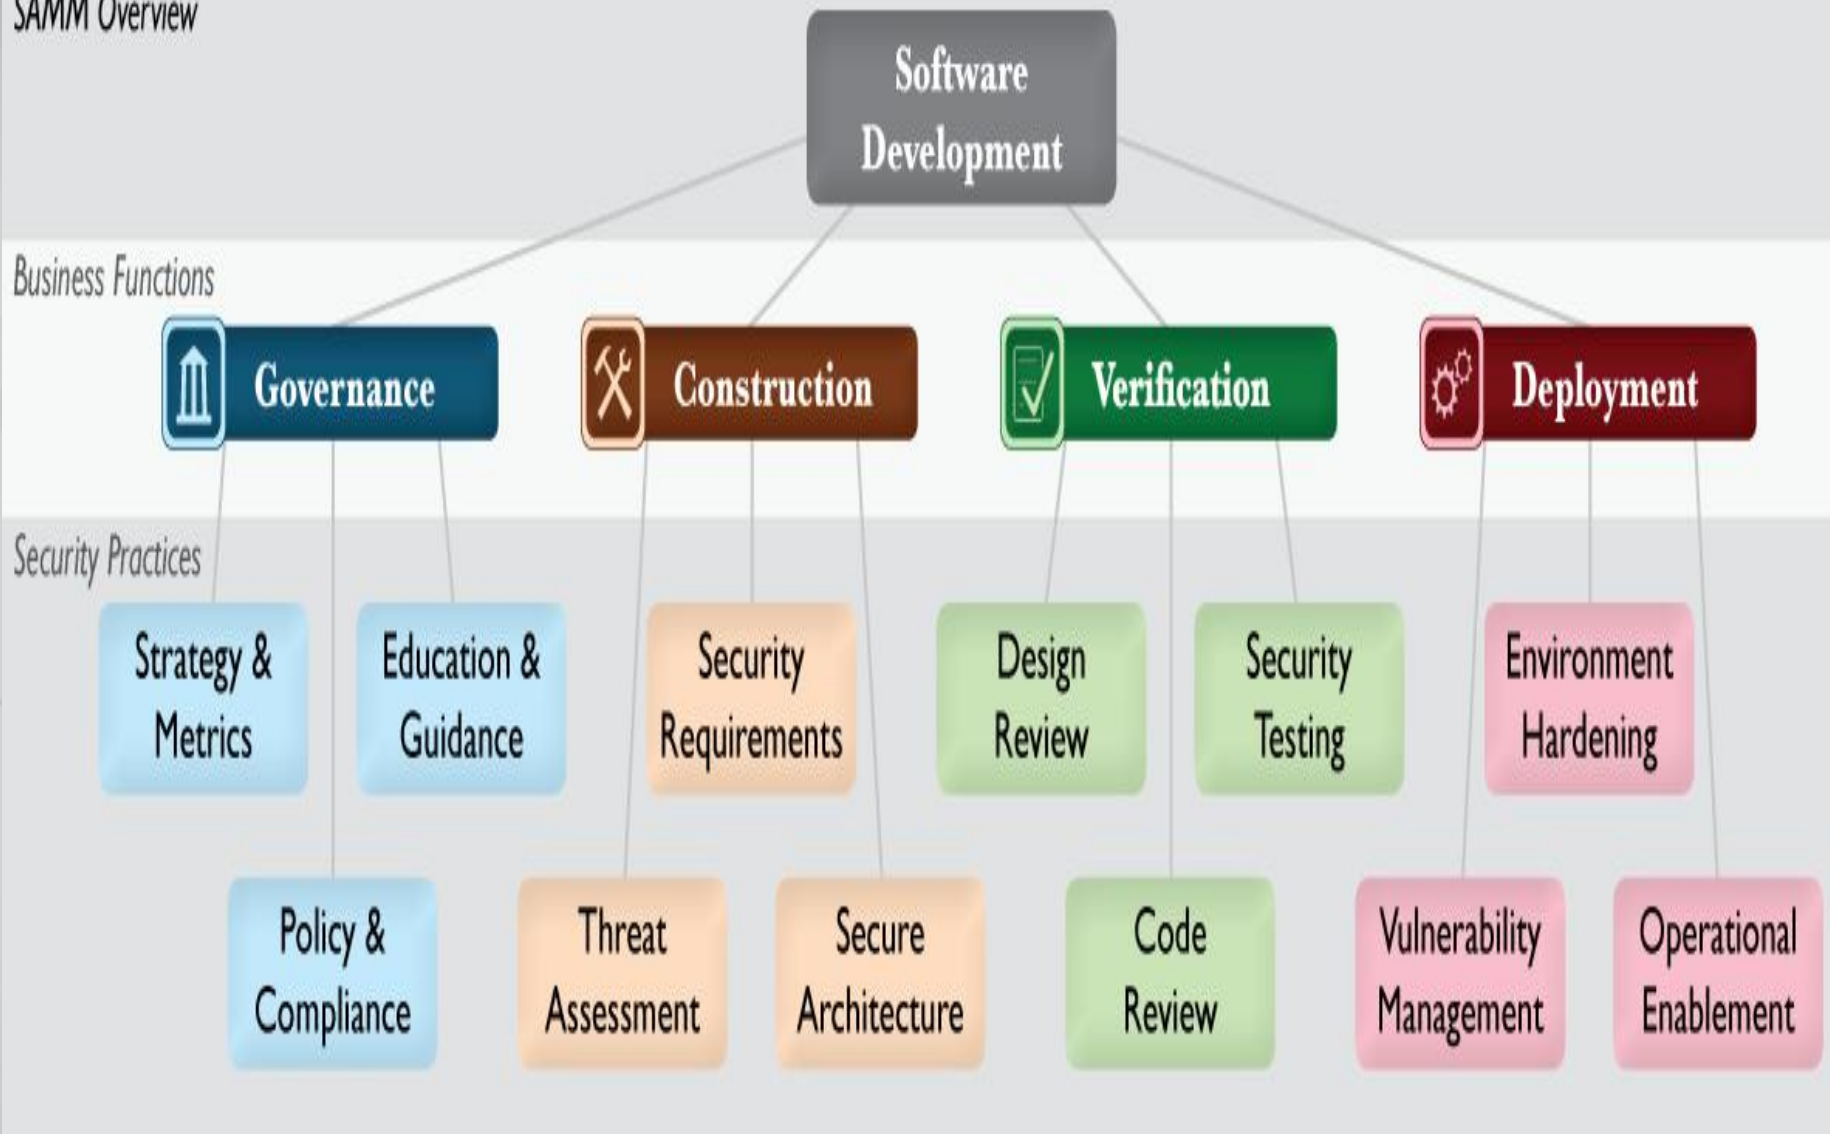 SAMM Overview
Software
Development
Business Functions
Governance
Construction
Verification
Deployment
Security Practices
Strategy &
Metrics
Education &
Guidance
Security
Requirements
Design
Review
Security
Testing
Environment
Hardening
Policy &
Compliance
Threat
Assessment
Secure
Architecture
Code
Review
Vulnerability
Management
Operational
Enablement